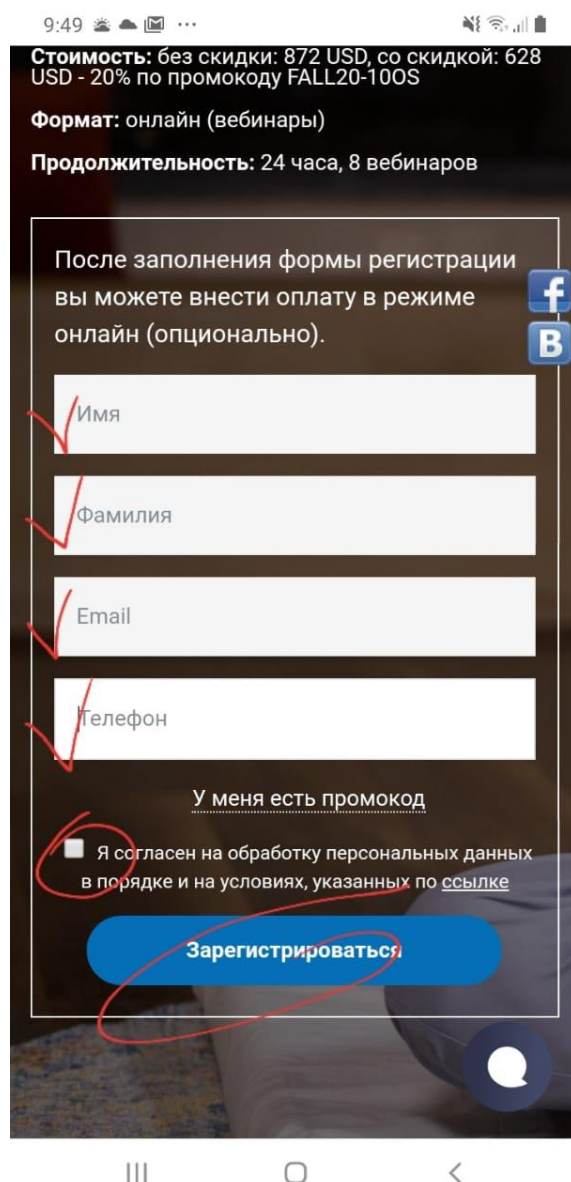 9:49
Стоимость: без скидки: 872 USD, со скидкой: 628
USD - 20% по промокоду FALL20-10OS
Формат: онлайн (вебинары)
Продолжительность: 24 часа, 8 вебинаров
После заполнения формы регистрации
вы можете внести оплату в режиме
онлайн (опционально).
Имя
Фамилия
Email
Телефон
У меня есть промокод
Я согласен на обработку персональных данных
в порядке и на условиях, указанных по ссылке
Зарегистрироваться